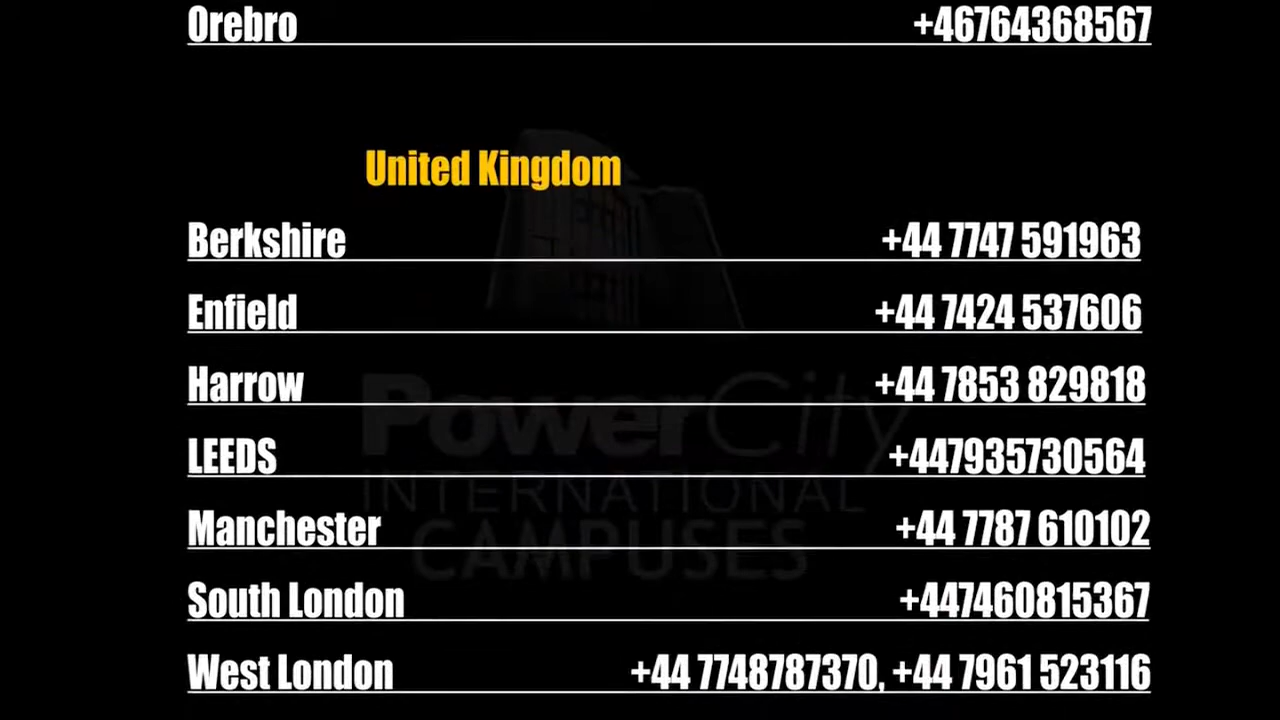 Orebro +46764368567
United Kingdom
Berkshire +44 7747 591963
Enfield +44 7424 537606
Harrow +44 7853 829818
PowerCity
LEEDS +447935730564
INTERNATIONAL
Manchester +44 7787 610102
CAMPUSES
South London +447460815367
West London +44 7748787370, +44 7961 523116